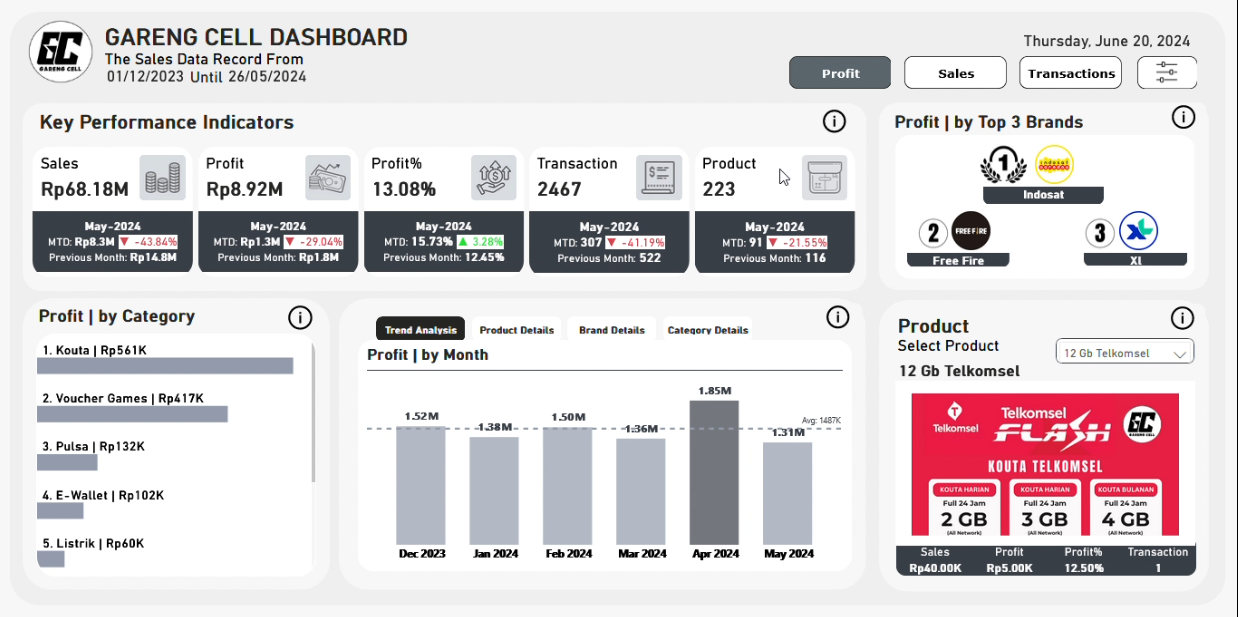 GC
GARENG CELL
GARENG CELL DASHBOARD
The Sales Data Record From
01/12/2023 Until 26/05/2024
Thursday, June 20, 2024
Profit
Sales
Transactions
Key Performance Indicators
i
Sales
Rp68.18M
May-2024
MTD: Rp8.3M ▼ -43.84%
Previous Month: Rp14.8M
Profit
Rp8.92M
May-2024
MTD: Rp1.3M ▼ -29.04%
Previous Month: Rp1.8M
Profit%
13.08%
May-2024
MTD: 15.73% ▲ 3.28%
Previous Month: 12.45%
Transaction
2467
May-2024
MTD: 307 ▼ -41.19%
Previous Month: 522
Product
223
May-2024
MTD: 91 ▼ -21.55%
Previous Month: 116
Profit | by Top 3 Brands
i
1
indosat
ooredoo
Indosat
2
FREE FIRE
Free Fire
3
XL
XL
Profit | by Category
i
1. Kouta | Rp561K
2. Voucher Games | Rp417K
3. Pulsa | Rp132K
4. E-Wallet | Rp102K
5. Listrik | Rp60K
Trend Analysis
Product Details
Brand Details
Category Details
i
Profit | by Month
1.52M
1.38M
1.50M
1.36M
1.85M
1.31M
Avg: 1487K
Dec 2023
Jan 2024
Feb 2024
Mar 2024
Apr 2024
May 2024
Product
i
Select Product
12 Gb Telkomsel
12 Gb Telkomsel
Telkomsel
Telkomsel
FLASH
GC
KOUTA TELKOMSEL
KOUTA HARIAN
Full 24 Jam
2 GB
(All Network)
KOUTA HARIAN
Full 24 Jam
3 GB
(All Network)
KOUTA BULANAN
Full 24 Jam
4 GB
(All Network)
Sales
Profit
Profit%
Transaction
Rp40.00K
Rp5.00K
12.50%
1